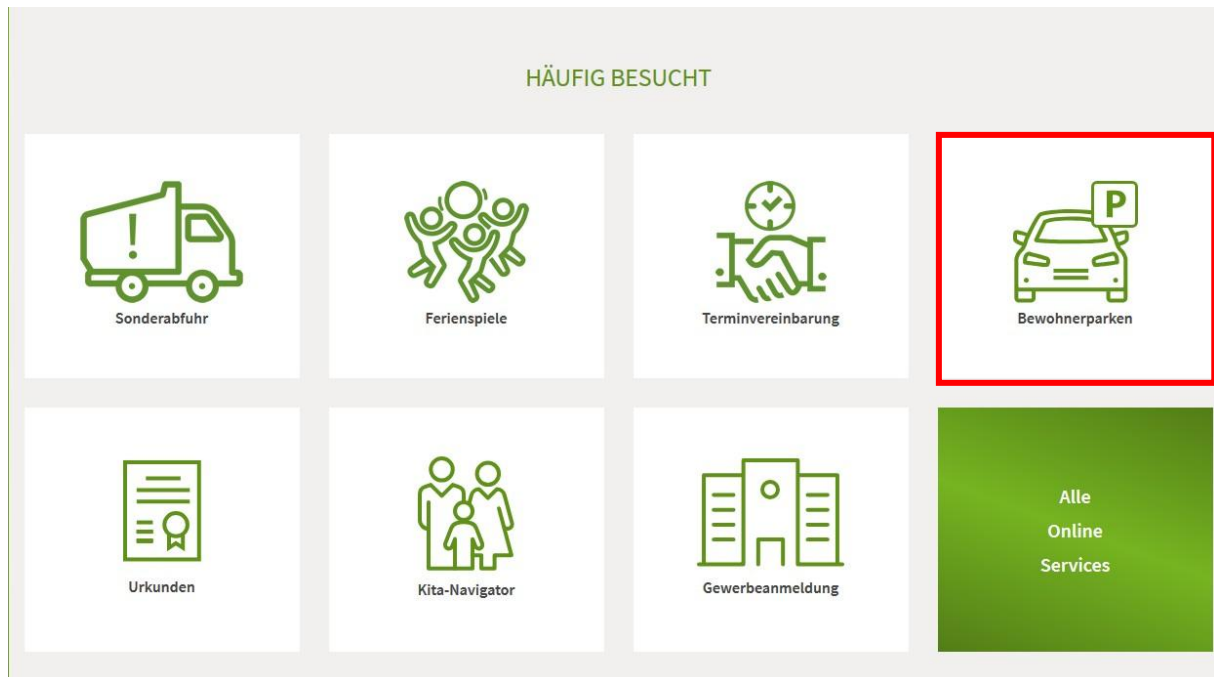 HÄUFIG BESUCHT
P
Sonderabfuhr
Ferienspiele
Terminvereinbarung
Bewohnerparken
Urkunden
Kita-Navigator
Gewerbeanmeldung
Alle
Online
Services